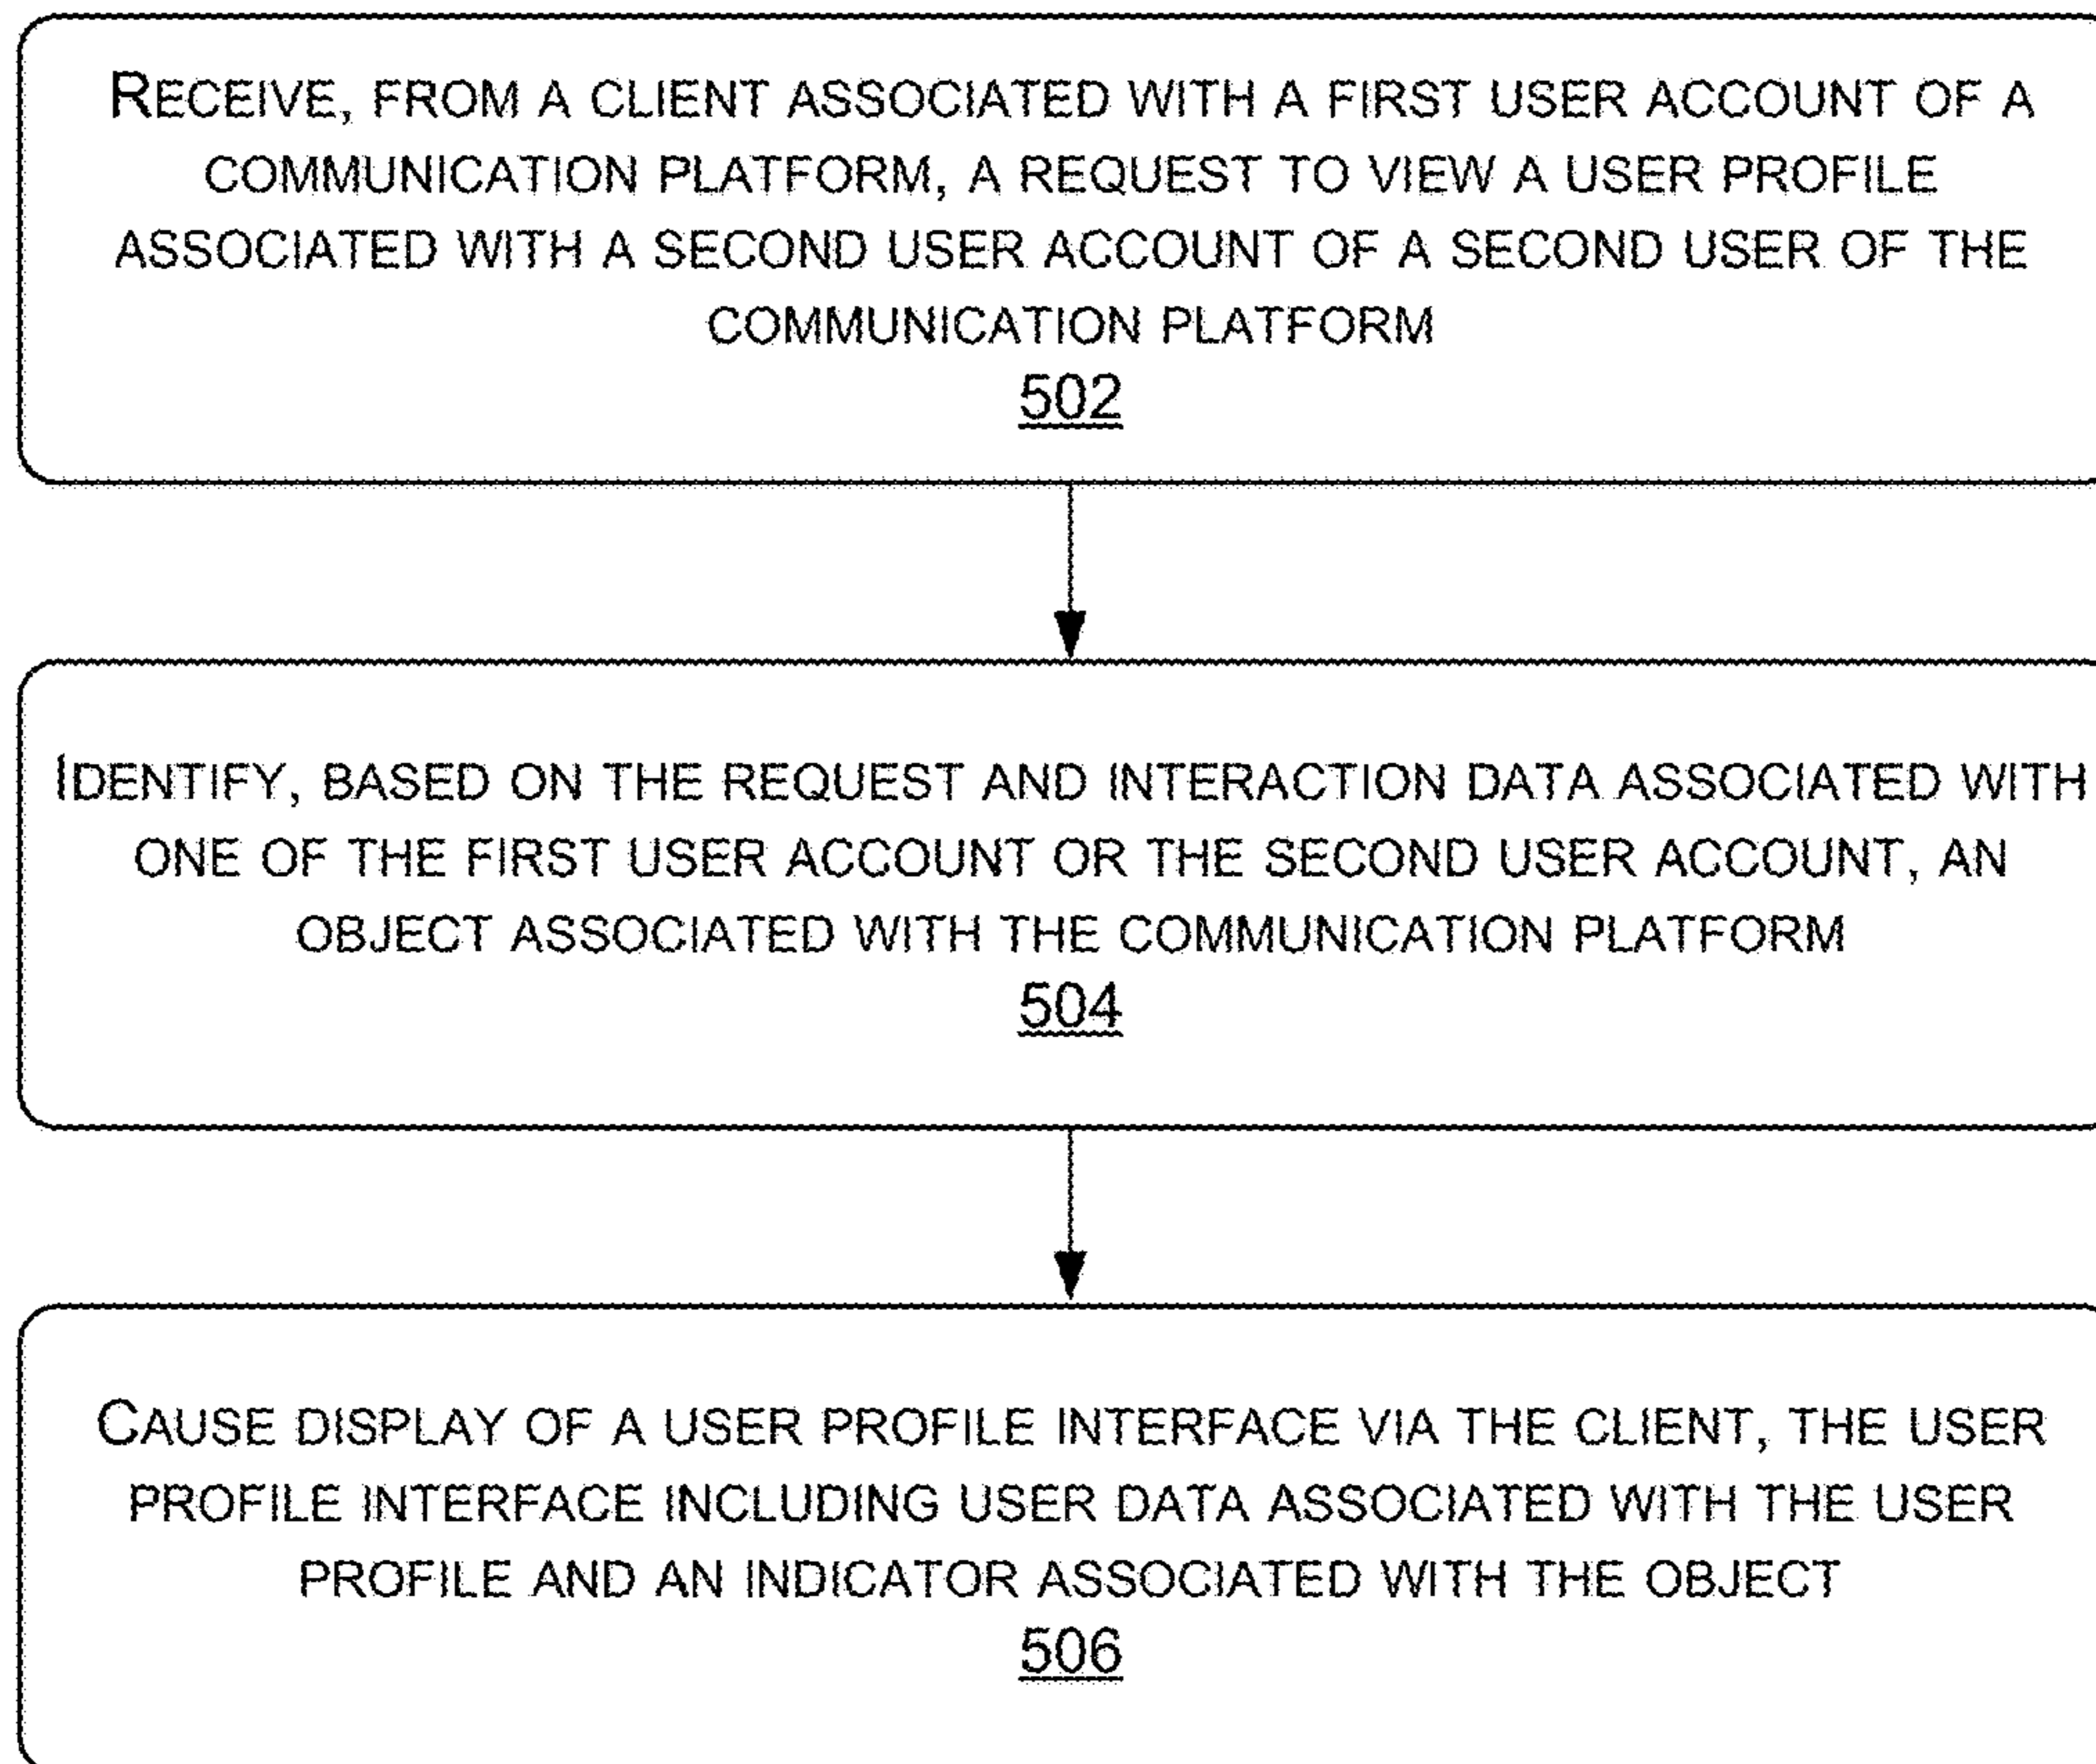 RECEIVE, FROM A CLIENT ASSOCIATED WITH A FIRST USER ACCOUNT OF A
COMMUNICATION PLATFORM, A REQUEST TO VIEW A USER PROFILE
ASSOCIATED WITH A SECOND USER ACCOUNT OF A SECOND USER OF THE
COMMUNICATION PLATFORM
502
IDENTIFY, BASED ON THE REQUEST AND INTERACTION DATA ASSOCIATED WITH
ONE OF THE FIRST USER ACCOUNT OR THE SECOND USER ACCOUNT, AN
OBJECT ASSOCIATED WITH THE COMMUNICATION PLATFORM
504
CAUSE DISPLAY OF A USER PROFILE INTERFACE VIA THE CLIENT, THE USER
PROFILE INTERFACE INCLUDING USER DATA ASSOCIATED WITH THE USER
PROFILE AND AN INDICATOR ASSOCIATED WITH THE OBJECT
506